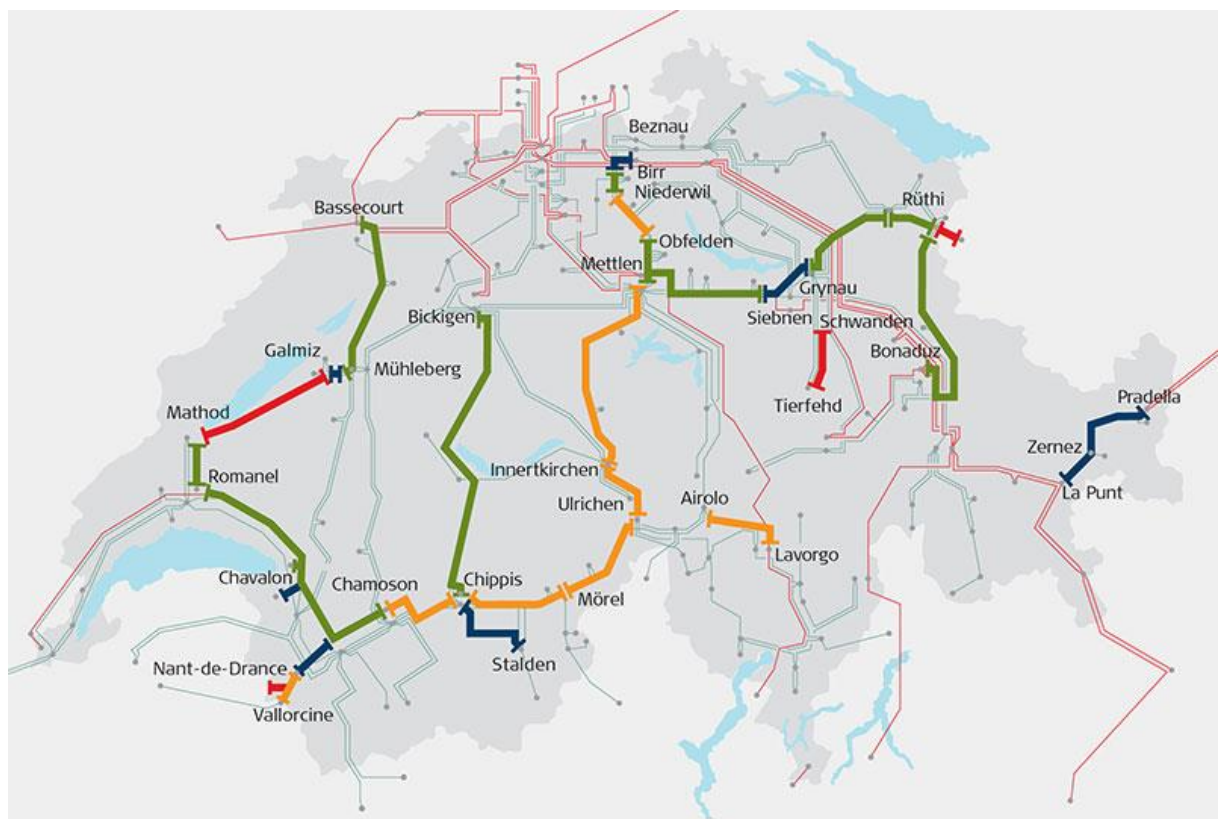 Beznau
Birr
Niederwil
Bassecourt
Rüthi
Obfelden
Mettlen
Grynau
Siebnen
Schwanden
Bickigen
Bonaduz
Galmiz
Mühleberg
Tierfehd
Pradella
Mathod
Zernez
Romanel
Innertkirchen
La Punt
Ulrichen
Airolo
Lavorgo
Chavalon
Chamoson
Chippis
Mörel
Stalden
Nant-de-Drance
Vallorcine